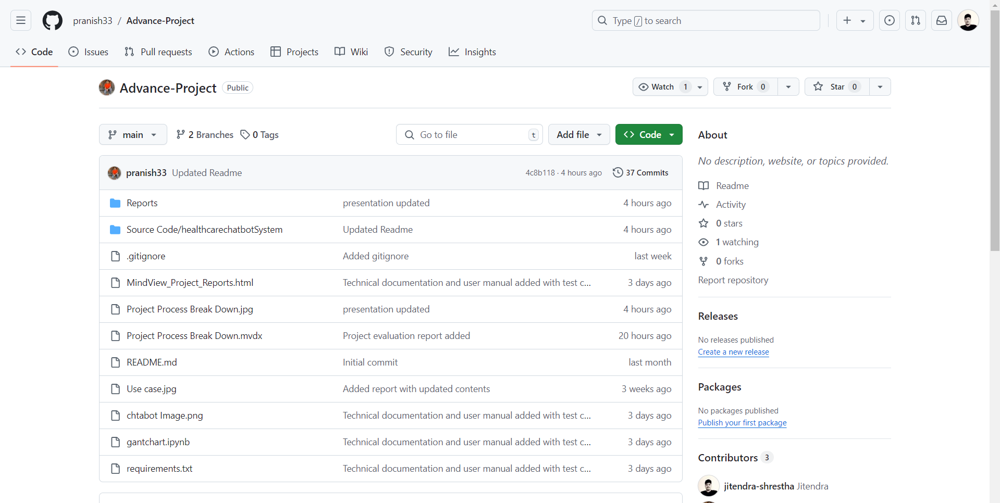 pranish33 / Advance-Project
Type / to search
Code
Issues
Pull requests
Actions
Projects
Wiki
Security
Insights
Advance-Project Public
Watch 1
Fork 0
Star 0
main
2 Branches
0 Tags
Go to file t
Add file
Code
pranish33 Updated Readme 4c8b118 · 4 hours ago 37 Commits
Reports presentation updated 4 hours ago
Source Code/healthcarechatbotSystem Updated Readme 4 hours ago
.gitignore Added gitignore last week
MindView_Project_Reports.html Technical documentation and user manual added with test c... 3 days ago
Project Process Break Down.jpg presentation updated 4 hours ago
Project Process Break Down.mvdx Project evaluation report added 20 hours ago
README.md Initial commit last month
Use case.jpg Added report with updated contents 3 weeks ago
chtabot Image.png Technical documentation and user manual added with test c... 3 days ago
gantchart.ipynb Technical documentation and user manual added with test c... 3 days ago
requirements.txt Technical documentation and user manual added with test c... 3 days ago
About
No description, website, or topics provided.
Readme
Activity
0 stars
1 watching
0 forks
Report repository
Releases
No releases published
Create a new release
Packages
No packages published
Publish your first package
Contributors 3
jitendra-shrestha Jitendra